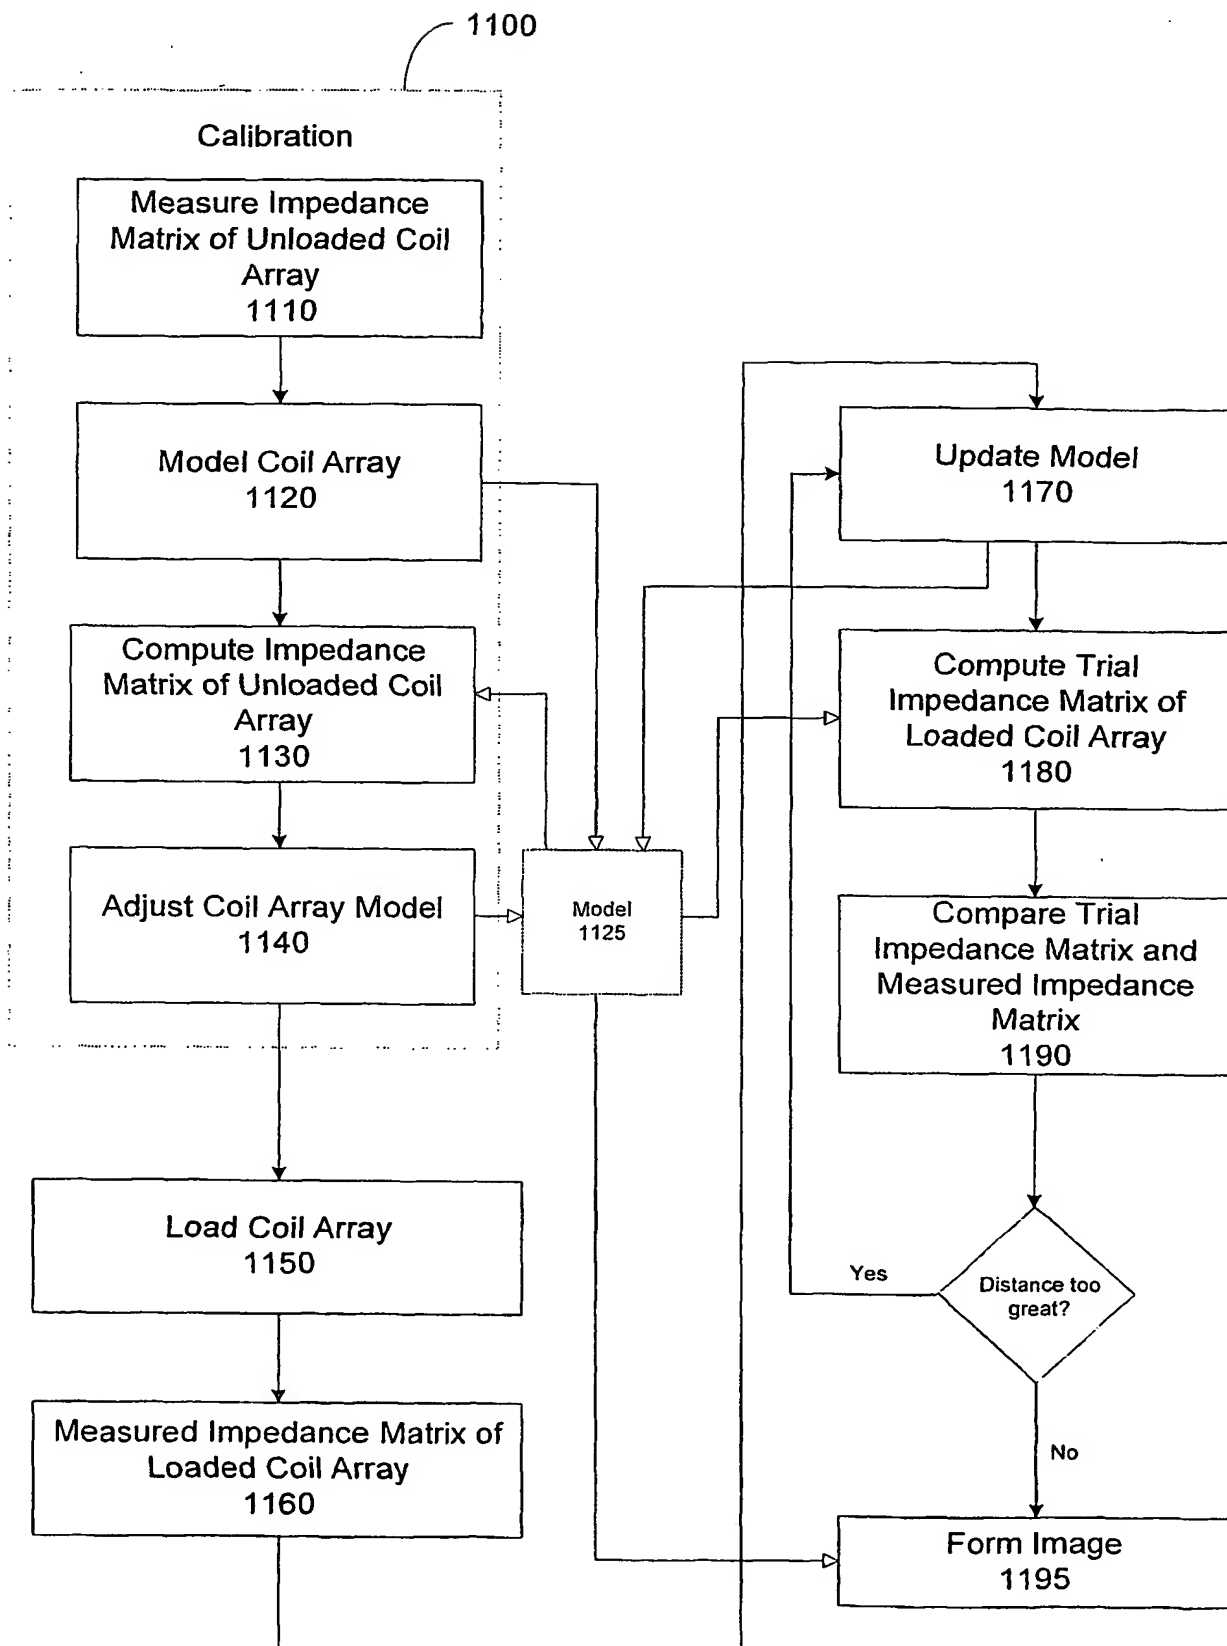 1100
Calibration
Measure Impedance
Matrix of Unloaded Coil
Array
1110
Model Coil Array
1120
Compute Impedance
Matrix of Unloaded Coil
Array
1130
Adjust Coil Array Model
1140
Model
1125
Load Coil Array
1150
Measured Impedance Matrix of
Loaded Coil Array
1160
Update Model
1170
Compute Trial
Impedance Matrix of
Loaded Coil Array
1180
Compare Trial
Impedance Matrix and
Measured Impedance
Matrix
1190
Yes
Distance too
great?
No
Form Image
1195